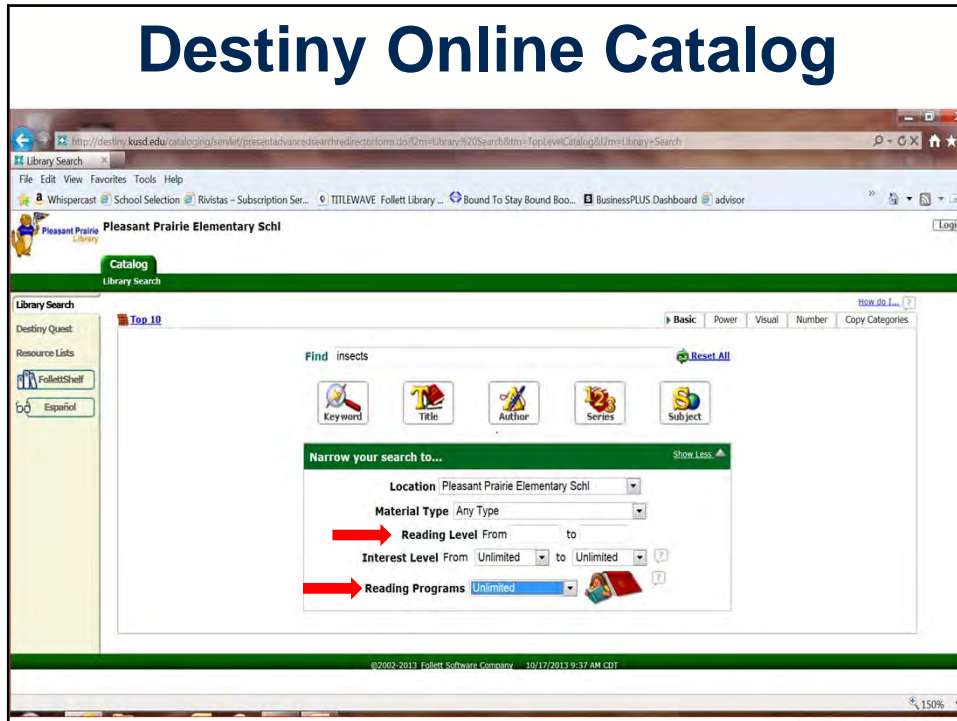 Destiny Online Catalog
http://destiny.kusd.edu/cataloging/servlet/presentadvancedsearchredirectorform.do?l2m=Library%20Search&tm=TopLevelCatalog&l2m=Library+Search
Library Search
File Edit View Favorites Tools Help
Whispercast School Selection Rivistas - Subscription Ser... TITLEWAVE Follett Library ... Bound To Stay Bound Boo... BusinessPLUS Dashboard advisor
Pleasant Prairie Library Pleasant Prairie Elementary Schl Logi
Catalog
Library Search
Library Search How do I... ?
Top 10 Basic Power Visual Number Copy Categories
Destiny Quest
Resource Lists
FollettShelf
Español
Find insects Reset All
Keyword Title Author Series Subject
Narrow your search to... Show Less
Location Pleasant Prairie Elementary Schl
Material Type Any Type
Reading Level From to
Interest Level From Unlimited to Unlimited ?
Reading Programs Unlimited ?
©2002-2013 Follett Software Company 10/17/2013 9:37 AM CDT
150%